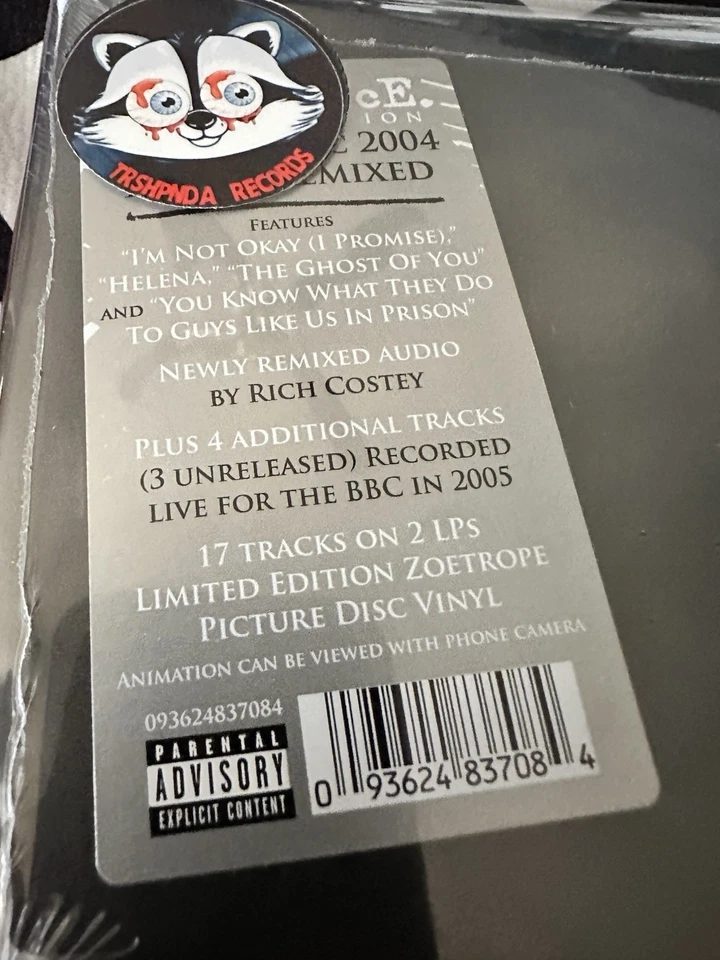 TRSHPNDA RECORDS
cE.
ION
2004
EMIXED
FEATURES
"I'M NOT OKAY (I PROMISE),"
"HELENA," "THE GHOST OF YOU"
AND "YOU KNOW WHAT THEY DO
TO GUYS LIKE US IN PRISON"
NEWLY REMIXED AUDIO
BY RICH COSTEY
PLUS 4 ADDITIONAL TRACKS
(3 UNRELEASED) RECORDED
LIVE FOR THE BBC IN 2005
17 TRACKS ON 2 LPS
LIMITED EDITION ZOETROPE
PICTURE DISC VINYL
ANIMATION CAN BE VIEWED WITH PHONE CAMERA
093624837084
PARENTAL
ADVISORY
EXPLICIT CONTENT
0 93624 83708 4